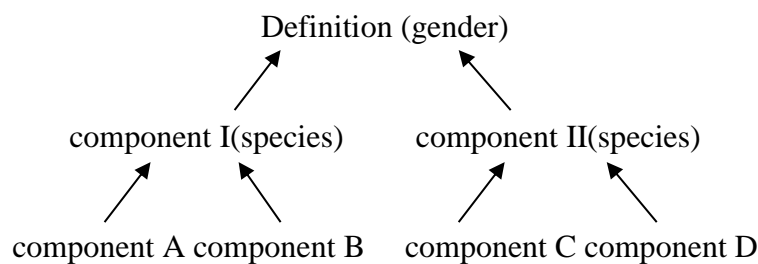 Definition (gender)
component I(species) component II(species)
component A component B component C component D